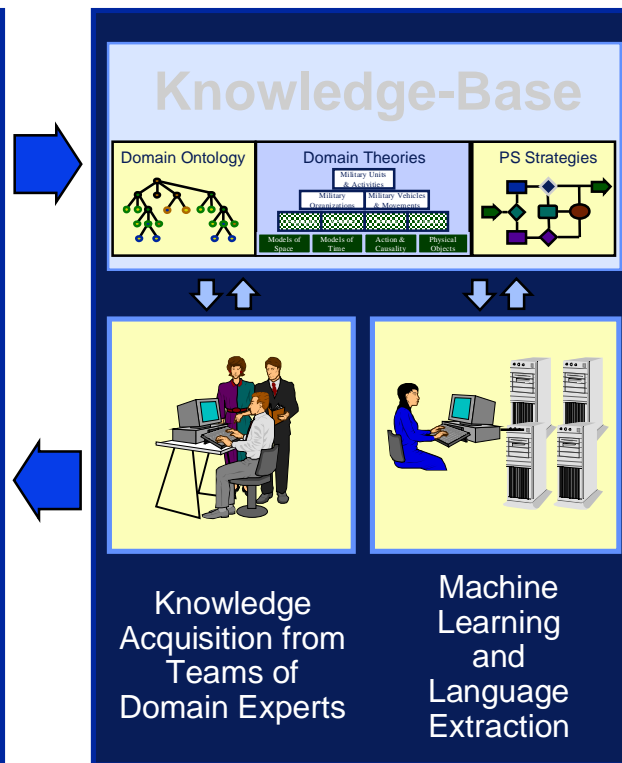 Knowledge-Base
Domain Ontology
Domain Theories
PS Strategies
Military Units
& Activities
Military
Organizations
Military Vehicles
& Movements
Models of
Space
Models of
Time
Action &
Causality
Physical
Objects
Knowledge
Acquisition from
Teams of
Domain Experts
Machine
Learning
and
Language
Extraction